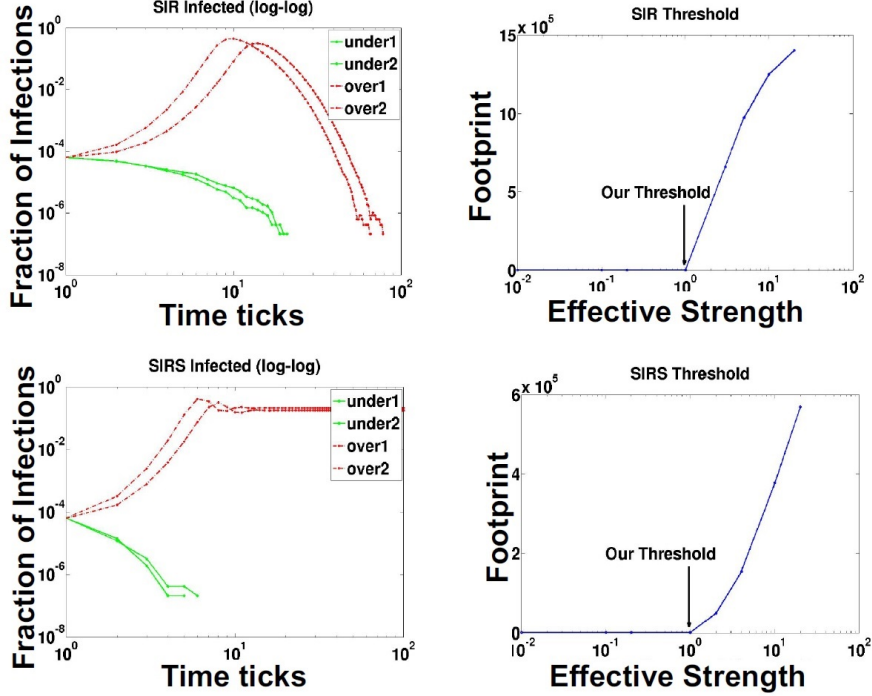 SIR Infected (log-log)
10^0
10^-2
10^-4
10^-6
10^-8
10^0
10^1
10^2
Fraction of Infections
Time ticks
under1
under2
over1
over2
SIR Threshold
15 x 10^5
10
5
0
10^-2
10^-1
10^0
10^1
10^2
Footprint
Our Threshold
Effective Strength
SIRS Infected (log-log)
10^0
10^-2
10^-4
10^-6
10^-8
10^0
10^1
10^2
Fraction of Infections
Time ticks
under1
under2
over1
over2
SIRS Threshold
6 x 10^5
4
2
0
10^-2
10^-1
10^0
10^1
10^2
Footprint
Our Threshold
Effective Strength